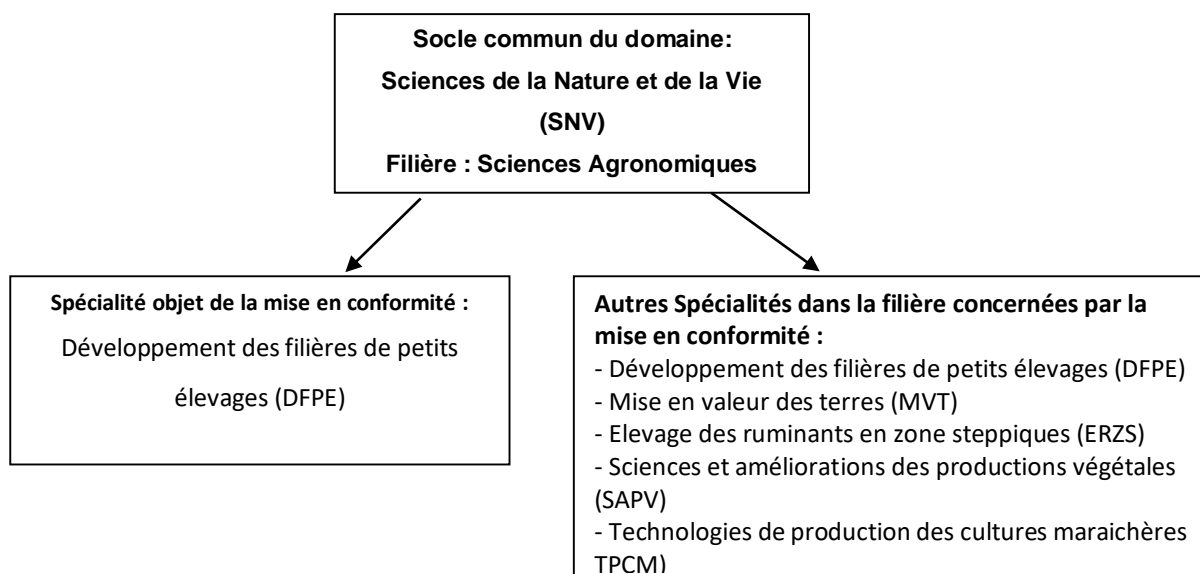 Socle commun du domaine:
Sciences de la Nature et de la Vie
(SNV)
Filière : Sciences Agronomiques
Spécialité objet de la mise en conformité :
Développement des filières de petits
élevages (DFPE)
Autres Spécialités dans la filière concernées par la
mise en conformité :
- Développement des filières de petits élevages (DFPE)
- Mise en valeur des terres (MVT)
- Elevage des ruminants en zone steppiques (ERZS)
- Sciences et améliorations des productions végétales
(SAPV)
- Technologies de production des cultures maraichères
TPCM)